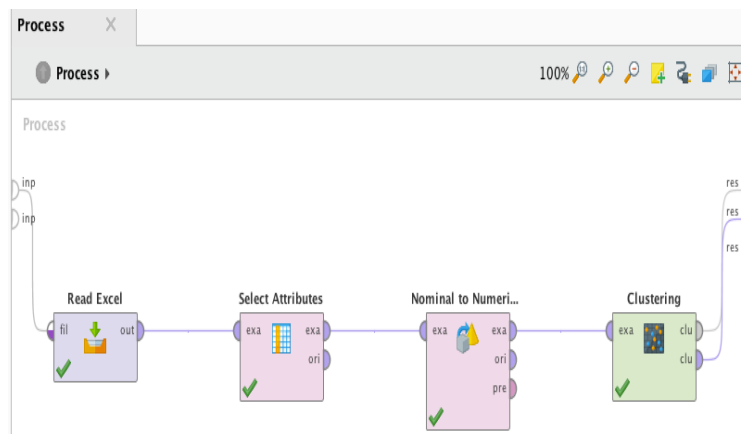 Process
Process
100%
Process
inp
inp
res
res
res
Read Excel
Select Attributes
Nominal to Numeri...
Clustering
fil out
exa exa
ori
exa exa
ori
pre
exa clu
clu